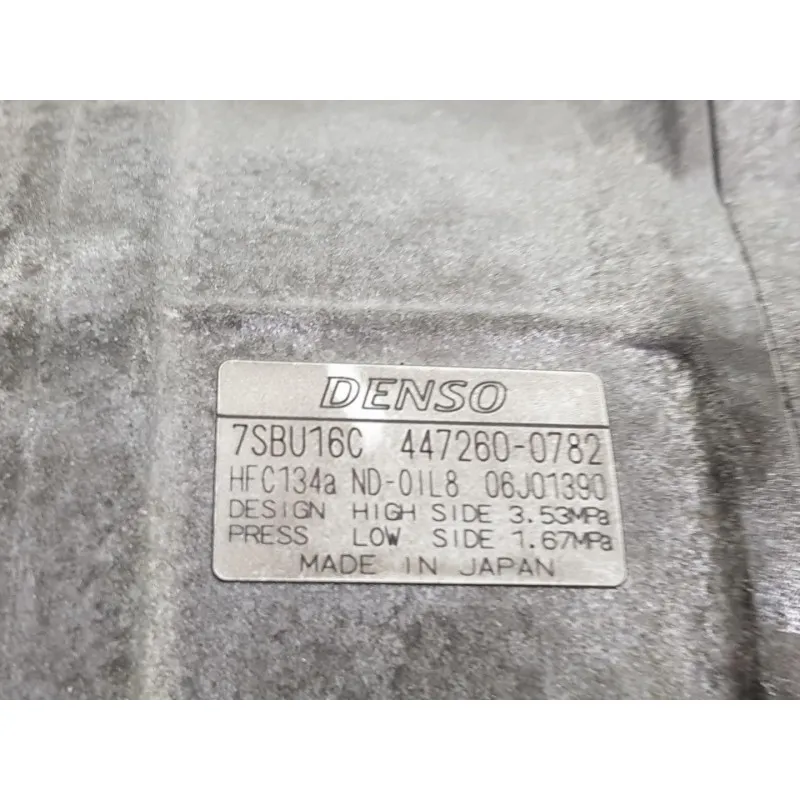 DENSO
7SBU16C 447260-0782
HFC134a ND-OIL8 06J01390
DESIGN HIGH SIDE 3.53MPa
PRESS LOW SIDE 1.67MPa
MADE IN JAPAN